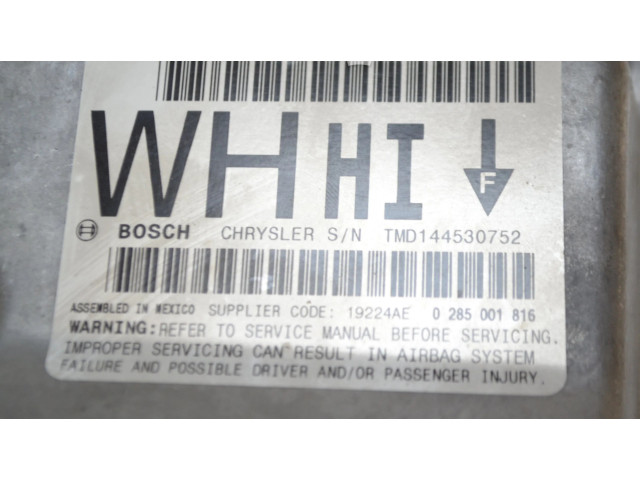 WH HI F
BOSCH CHRYSLER S/N TMD144530752
ASSEMBLED IN MEXICO SUPPLIER CODE: 19224AE 0 285 001 816
WARNING:REFER TO SERVICE MANUAL BEFORE SERVICING.
IMPROPER SERVICING CAN RESULT IN AIRBAG SYSTEM
FAILURE AND POSSIBLE DRIVER AND/OR PASSENGER INJURY.